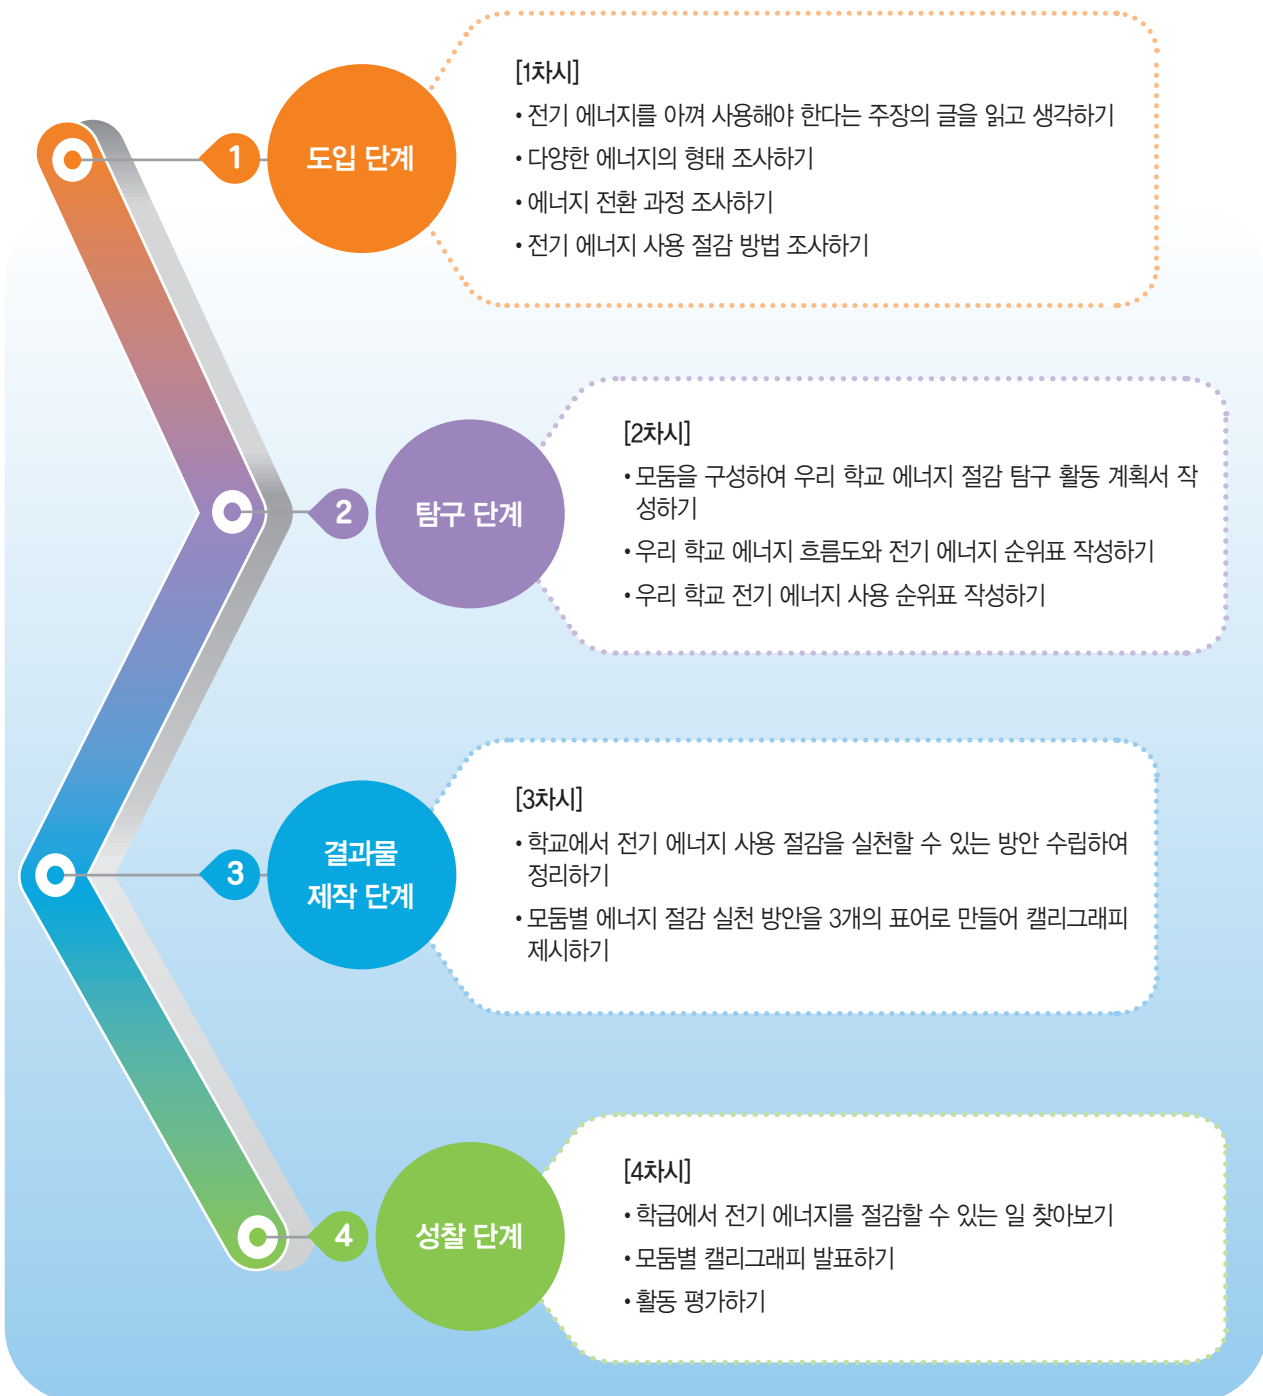 [1차시]
• 전기 에너지를 아껴 사용해야 한다는 주장의 글을 읽고 생각하기
1
도입 단계
• 다양한 에너지의 형태 조사하기
• 에너지 전환 과정 조사하기
• 전기 에너지 사용 절감 방법 조사하기
[2차시]
• 모둠을 구성하여 우리 학교 에너지 절감 탐구 활동 계획서 작
성하기
2
탐구 단계
• 우리 학교 에너지 흐름도와 전기 에너지 순위표 작성하기
• 우리 학교 전기 에너지 사용 순위표 작성하기
[3차시]
• 학교에서 전기 에너지 사용 절감을 실천할 수 있는 방안 수립하여
정리하기
3
결과물
제작 단계
• 모둠별 에너지 절감 실천 방안을 3개의 표어로 만들어 캘리그래피
제시하기
[4차시]
• 학급에서 전기 에너지를 절감할 수 있는 일 찾아보기
4
성찰 단계
• 모둠별 캘리그래피 발표하기
• 활동 평가하기